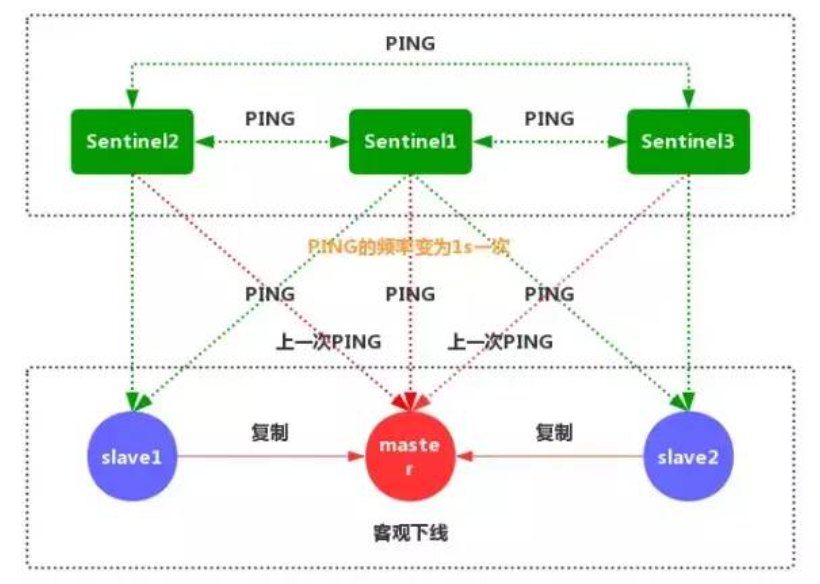 PING
PING
PING
Sentinel2
Sentinel1
Sentinel3
PING的频率变为1s一次
PING
PING
PING
上一次PING
上一次PING
复制
复制
slave1
maste
r
slave2
客观下线